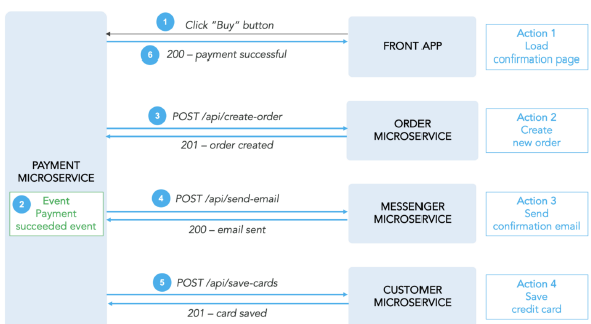 1
Click “Buy” button
6
200 – payment successful
FRONT APP
Action 1
Load
confirmation page
3
POST /api/create-order
201 – order created
ORDER
MICROSERVICE
Action 2
Create
new order
PAYMENT
MICROSERVICE
2
Event
Payment
succeeded event
4
POST /api/send-email
200 – email sent
MESSENGER
MICROSERVICE
Action 3
Send
confirmation email
5
POST /api/save-cards
201 – card saved
CUSTOMER
MICROSERVICE
Action 4
Save
credit card